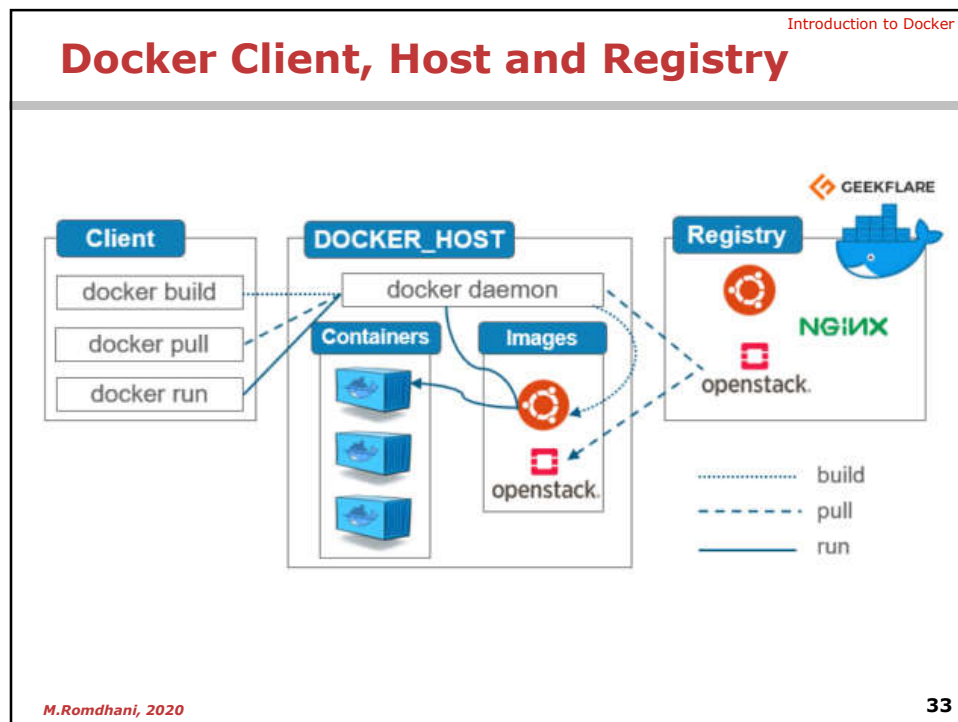 Introduction to Docker
Docker Client, Host and Registry
GEEKFLARE
Client
docker build
docker pull
docker run
DOCKER_HOST
docker daemon
Containers
Images
openstack.
Registry
NGINX
openstack.
build
pull
run
M.Romdhani, 2020
33